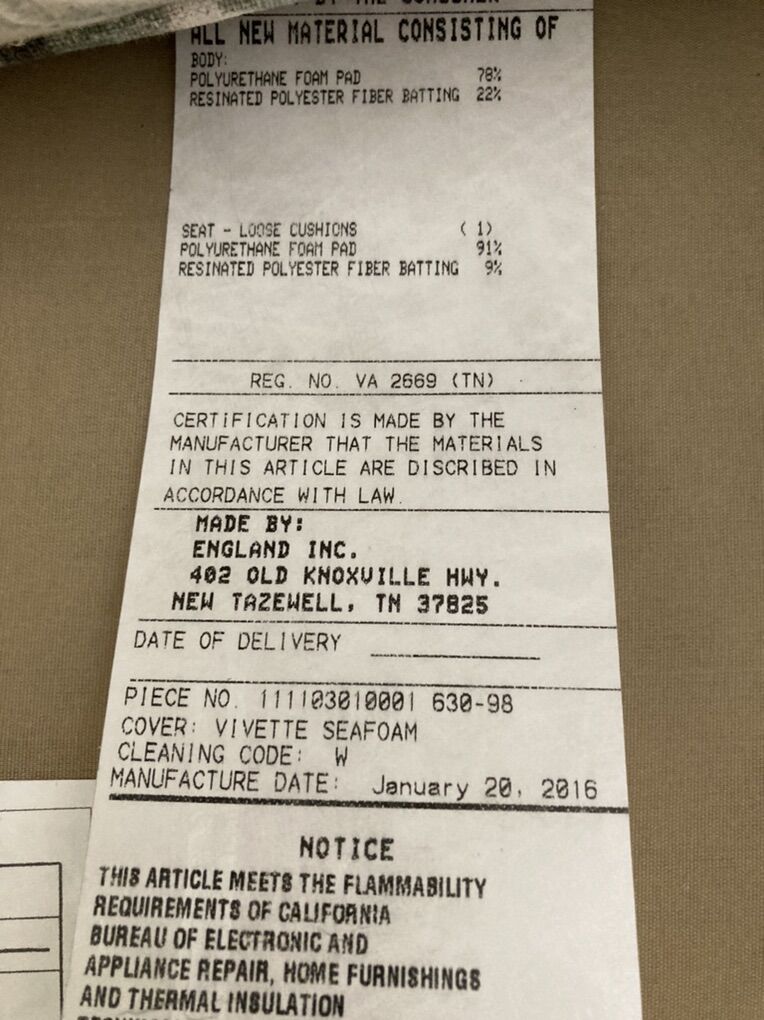 BY THE CONSUMER
ALL NEW MATERIAL CONSISTING OF
BODY:
POLYURETHANE FOAM PAD 78%
RESINATED POLYESTER FIBER BATTING 22%
SEAT - LOOSE CUSHIONS ( 1)
POLYURETHANE FOAM PAD 91%
RESINATED POLYESTER FIBER BATTING 9%
REG. NO. VA 2669 (TN)
CERTIFICATION IS MADE BY THE
MANUFACTURER THAT THE MATERIALS
IN THIS ARTICLE ARE DISCRIBED IN
ACCORDANCE WITH LAW.
MADE BY:
ENGLAND INC.
402 OLD KNOXVILLE HWY.
NEW TAZEWELL, TN 37825
DATE OF DELIVERY
PIECE NO. 111103010001 630-98
COVER: VIVETTE SEAFOAM
CLEANING CODE: W
MANUFACTURE DATE: January 20, 2016
NOTICE
THIS ARTICLE MEETS THE FLAMMABILITY
REQUIREMENTS OF CALIFORNIA
BUREAU OF ELECTRONIC AND
APPLIANCE REPAIR, HOME FURNISHINGS
AND THERMAL INSULATION